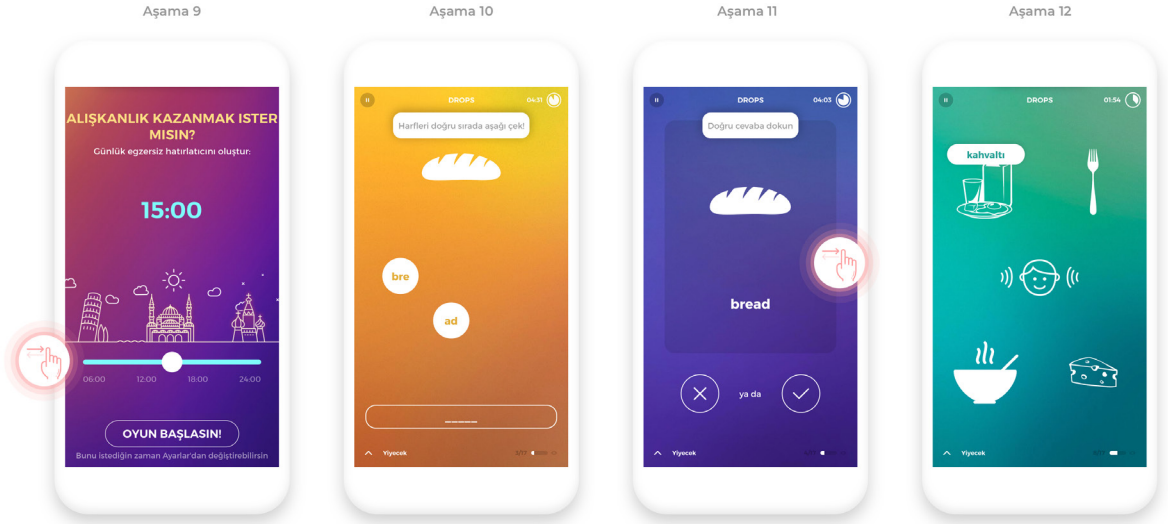 Aşama 9
ALIŞKANLIK KAZANMAK ISTER
MISIN?
Günlük egzersiz hatırlatıcını oluştur:
15:00
06:00 12:00 18:00 24:00
OYUN BAŞLASIN!
Bunu istediğin zaman Ayarlar'dan değiştirebilirsin
Aşama 10
DROPS
04:31
Harfleri doğru sırada aşağı çek!
bre
ad
_____
Yiyecek
Aşama 11
DROPS
04:03
Doğru cevaba dokun
bread
ya da
Yiyecek
Aşama 12
DROPS
01:54
kahvaltı
Yiyecek